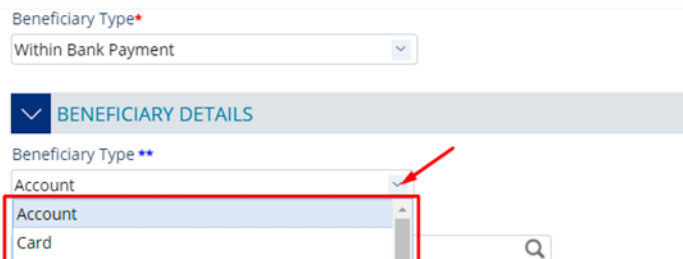 Beneficiary Type*
Within Bank Payment
BENEFICIARY DETAILS
Beneficiary Type **
Account
Account
Card